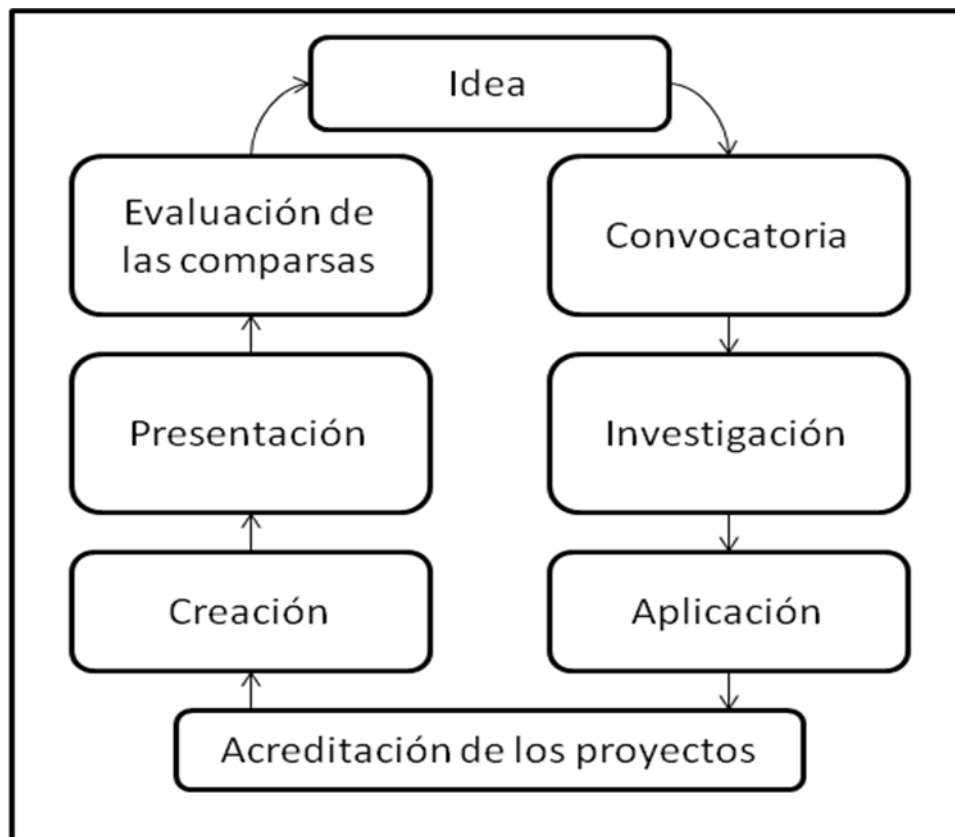 Idea
Evaluación de
las comparsas
Convocatoria
Presentación
Investigación
Creación
Aplicación
Acreditación de los proyectos